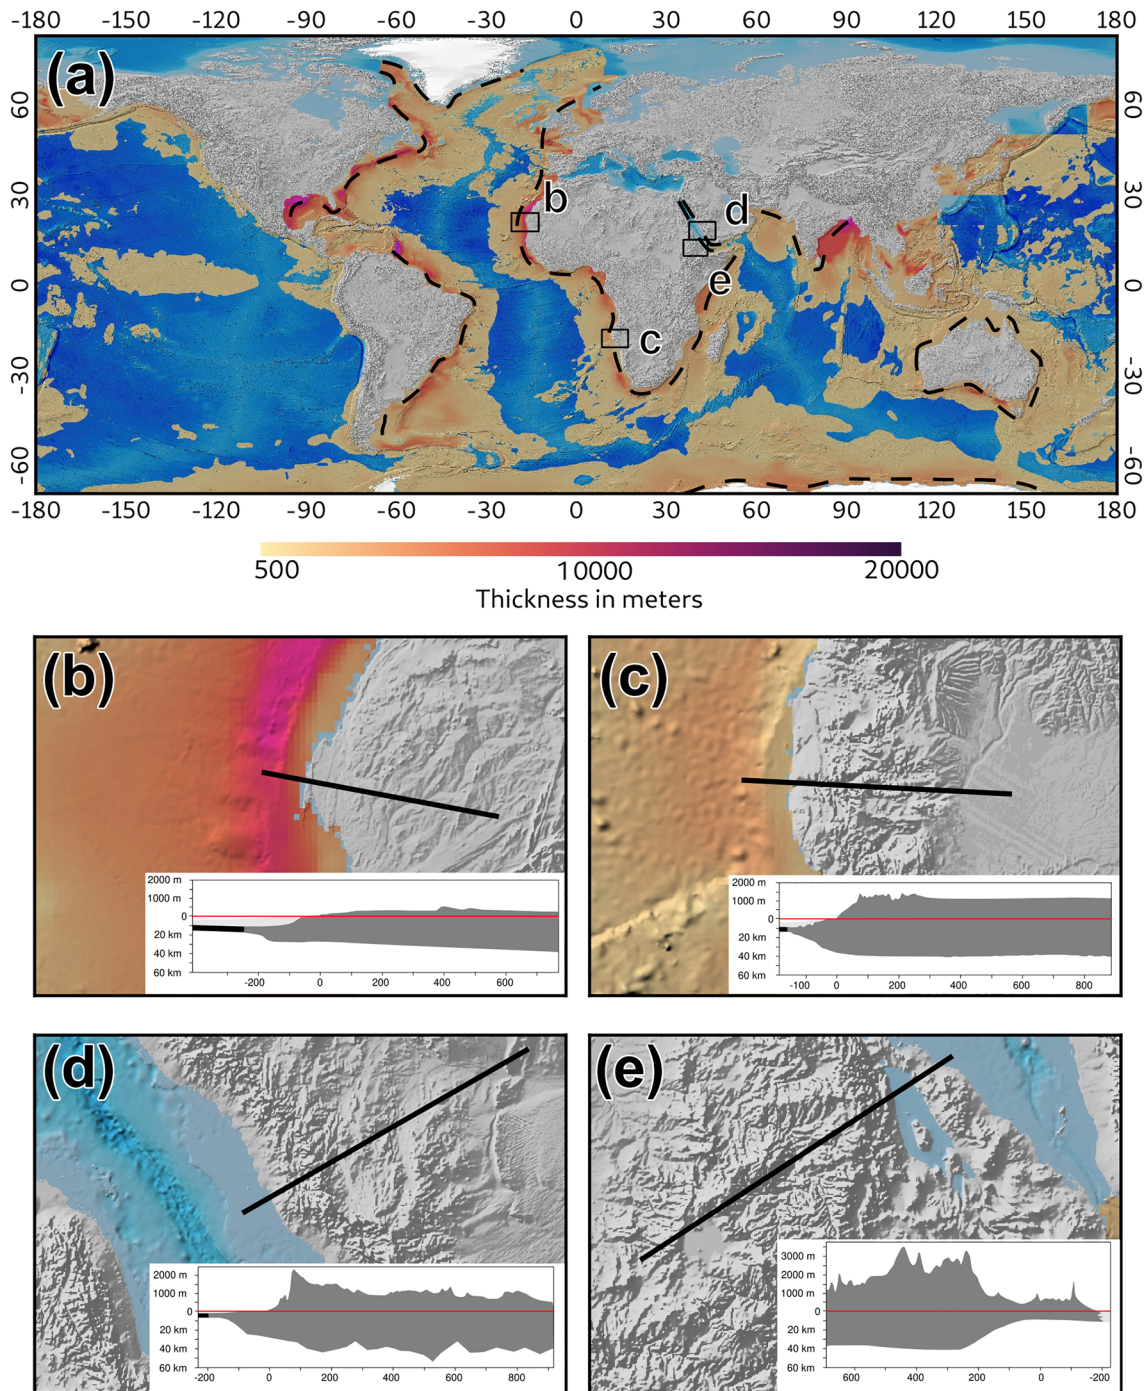 -180 -150 -120 -90 -60 -30 0 30 60 90 120 150 180
(a)
60 60
30 30
b
d
0 0
e
c
-30 -30
-60 -60
-180 -150 -120 -90 -60 -30 0 30 60 90 120 150 180
500 10000 20000
Thickness in meters
(b)
2000 m
1000 m
0
20 km
40 km
60 km
-200 0 200 400 600
(c)
2000 m
1000 m
0
20 km
40 km
60 km
-100 0 200 400 600 800
(d)
2000 m
1000 m
0
20 km
40 km
60 km
-200 0 200 400 600 800
(e)
3000 m
2000 m
1000 m
0
20 km
40 km
60 km
600 400 200 0 -200